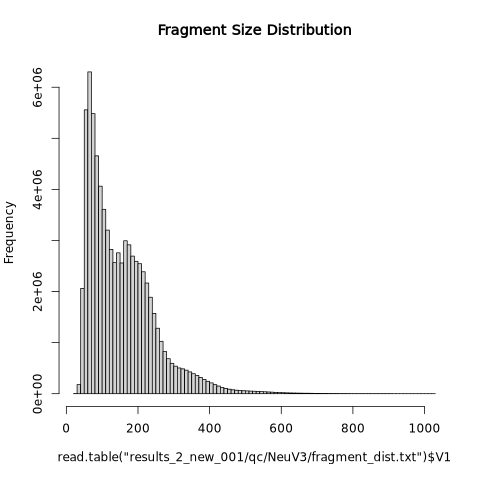 Fragment Size Distribution
Frequency
6e+06
4e+06
2e+06
0e+00
0 200 400 600 800 1000
read.table("results_2_new_001/qc/NeuV3/fragment_dist.txt")$V1